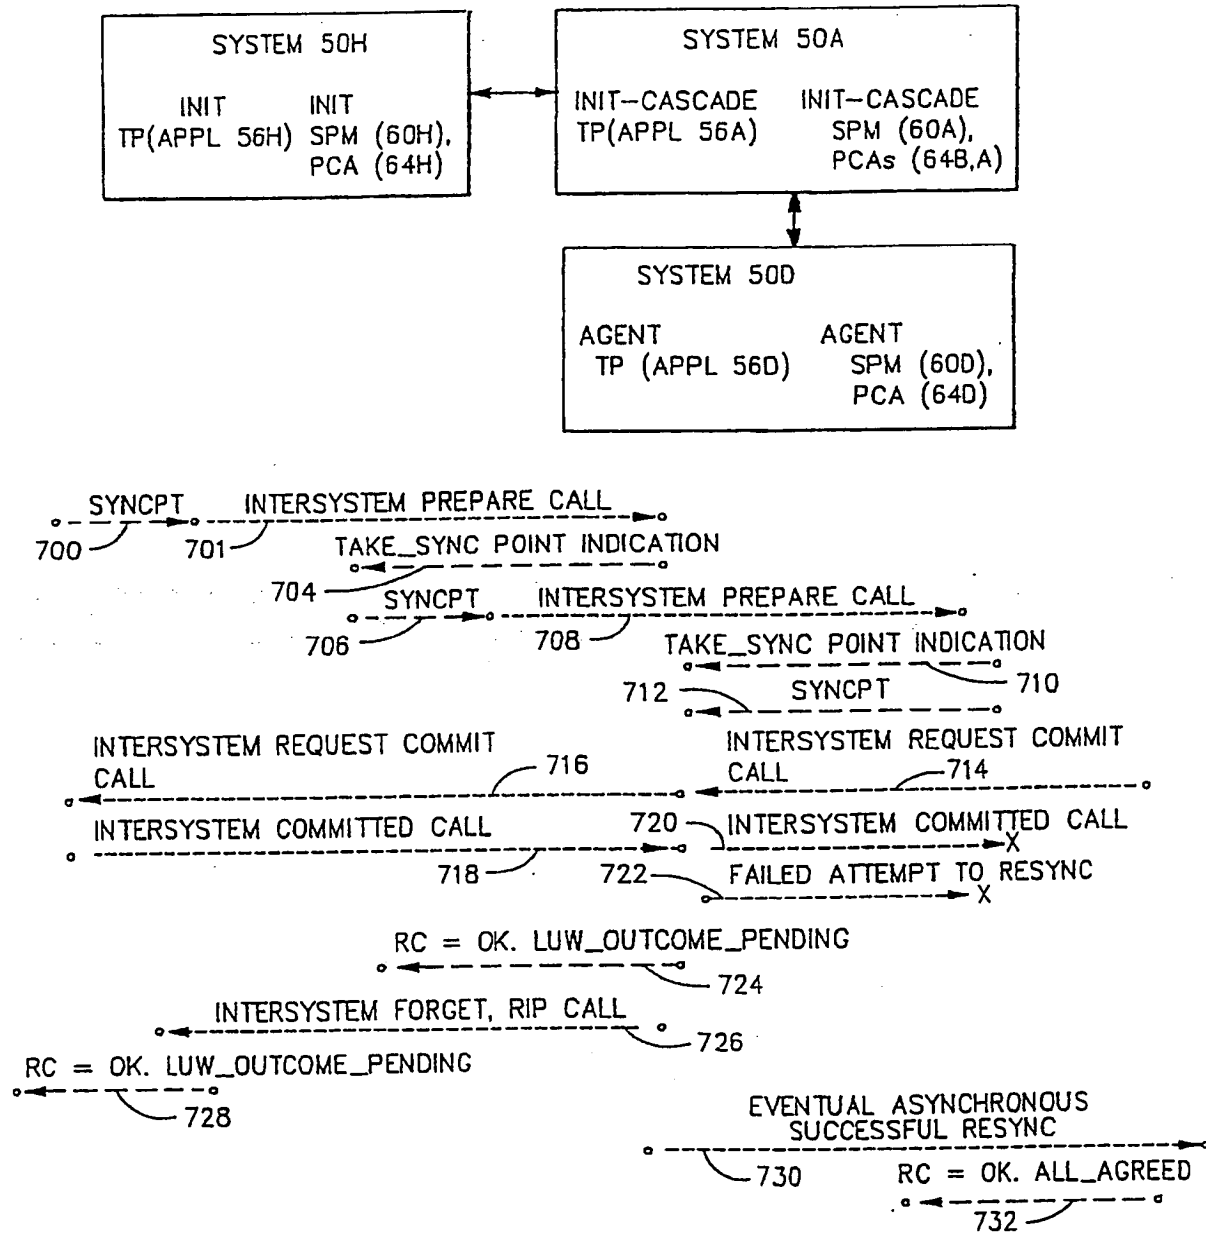 SYSTEM 50H
INIT INIT
TP(APPL 56H) SPM (60H),
PCA (64H)
SYSTEM 50A
INIT-CASCADE INIT-CASCADE
TP(APPL 56A) SPM (60A),
PCAs (64B,A)
SYSTEM 50D
AGENT AGENT
TP (APPL 56D) SPM (60D),
PCA (64D)
SYNCPT INTERSYSTEM PREPARE CALL
700 701
TAKE_SYNC POINT INDICATION
704
SYNCPT INTERSYSTEM PREPARE CALL
706 708
TAKE_SYNC POINT INDICATION
710
712 SYNCPT
INTERSYSTEM REQUEST COMMIT
CALL 716
INTERSYSTEM REQUEST COMMIT
CALL 714
INTERSYSTEM COMMITTED CALL
718
720 INTERSYSTEM COMMITTED CALL
X
722 FAILED ATTEMPT TO RESYNC
X
RC = OK. LUW_OUTCOME_PENDING
724
INTERSYSTEM FORGET, RIP CALL
726
RC = OK. LUW_OUTCOME_PENDING
728
EVENTUAL ASYNCHRONOUS
SUCCESSFUL RESYNC
730
RC = OK. ALL_AGREED
732